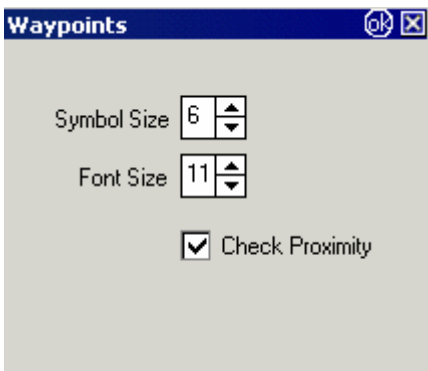 Waypoints ok
Symbol Size 6
Font Size 11
Check Proximity